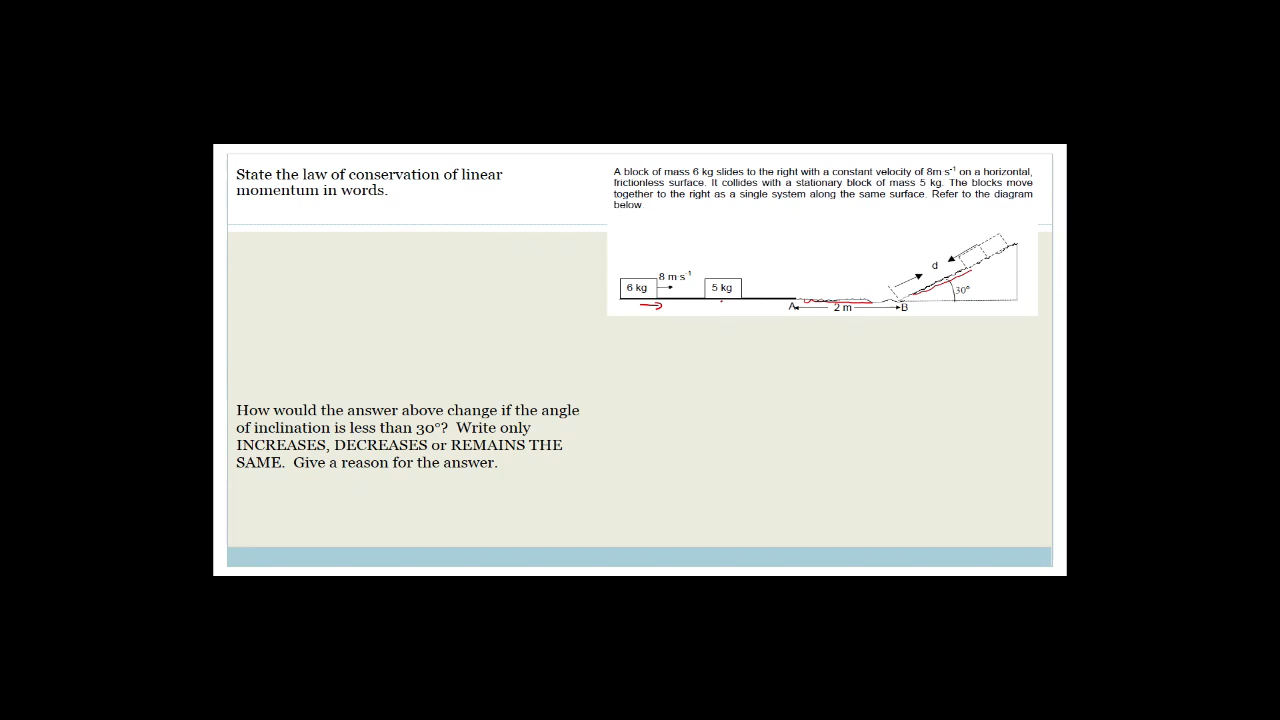 State the law of conservation of linear
momentum in words.
A block of mass 6 kg slides to the right with a constant velocity of 8m s-1 on a horizontal,
frictionless surface. It collides with a stationary block of mass 5 kg. The blocks move
together to the right as a single system along the same surface. Refer to the diagram
below.
d
8 m s-1
6 kg
5 kg
30°
A
2 m
B
How would the answer above change if the angle
of inclination is less than 30°? Write only
INCREASES, DECREASES or REMAINS THE
SAME. Give a reason for the answer.